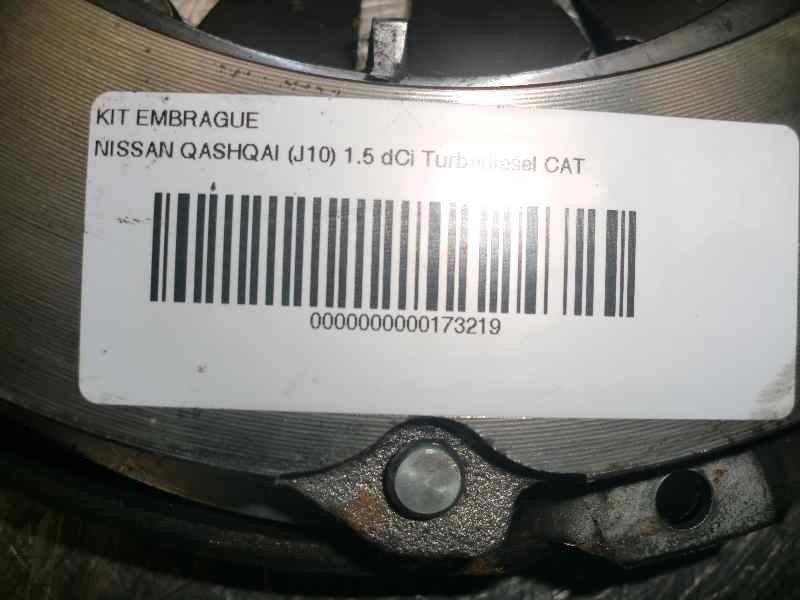 KIT EMBRAGUE
NISSAN QASHQAI (J10) 1.5 dCi Turbodiesel CAT
0000000000173219